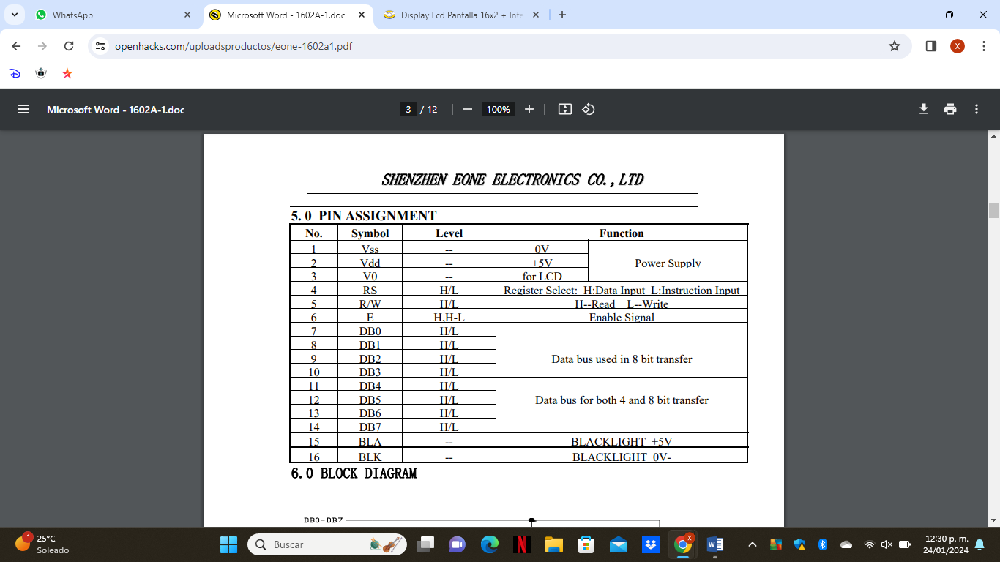 WhatsApp
Microsoft Word - 1602A-1.doc
Display Lcd Pantalla 16x2 + Inte
openhacks.com/uploadsproductos/eone-1602a1.pdf
X
Microsoft Word - 1602A-1.doc
3 / 12
100%
SHENZHEN EONE ELECTRONICS CO.,LTD
5.0 PIN ASSIGNMENT
No. Symbol Level Function
1 Vss -- 0V
2 Vdd -- +5V Power Supply
3 V0 -- for LCD
4 RS H/L Register Select: H:Data Input L:Instruction Input
5 R/W H/L H--Read L--Write
6 E H,H-L Enable Signal
7 DB0 H/L
8 DB1 H/L
9 DB2 H/L Data bus used in 8 bit transfer
10 DB3 H/L
11 DB4 H/L
12 DB5 H/L Data bus for both 4 and 8 bit transfer
13 DB6 H/L
14 DB7 H/L
15 BLA -- BLACKLIGHT +5V
16 BLK -- BLACKLIGHT 0V-
6.0 BLOCK DIAGRAM
DB0-DB7
1
25°C
Soleado
Buscar
N
X
W
12:30 p. m.
24/01/2024